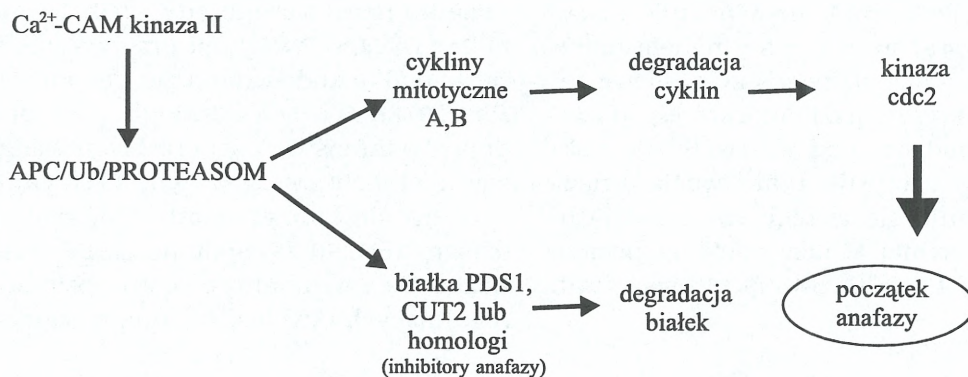 Ca²⁺-CAM kinaza II
cykliny
mitotyczne
A,B
degradacja
cyklin
kinaza
cdc2
APC/Ub/PROTEASOM
białka PDS1,
CUT2 lub
homologi
(inhibitory anafazy)
degradacja
białek
początek
anafazy